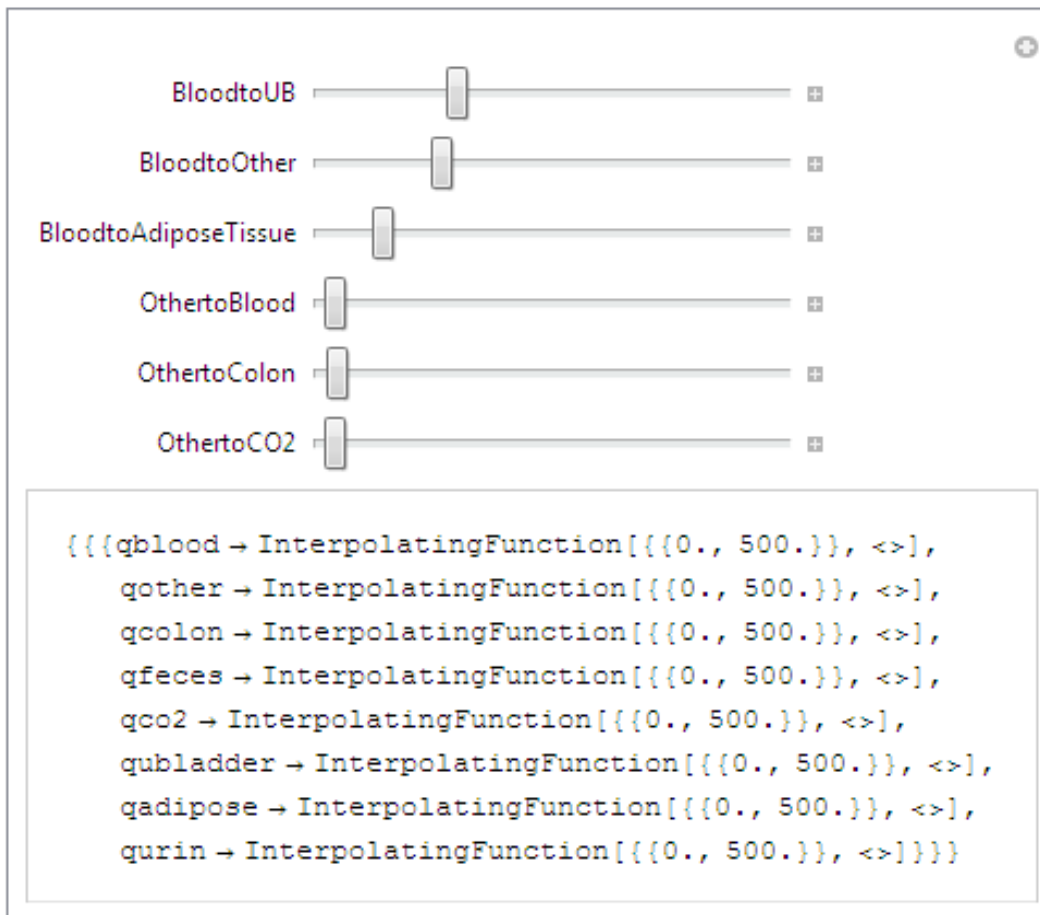 BloodtoUB
BloodtoOther
BloodtoAdiposeTissue
OthertoBlood
OthertoColon
OthertoCO2
{{{qblood → InterpolatingFunction[{{0., 500.}}, <>],
qother → InterpolatingFunction[{{0., 500.}}, <>],
qcolon → InterpolatingFunction[{{0., 500.}}, <>],
qfeces → InterpolatingFunction[{{0., 500.}}, <>],
qco2 → InterpolatingFunction[{{0., 500.}}, <>],
qubladder → InterpolatingFunction[{{0., 500.}}, <>],
qadipose → InterpolatingFunction[{{0., 500.}}, <>],
qurin → InterpolatingFunction[{{0., 500.}}, <>]}}}